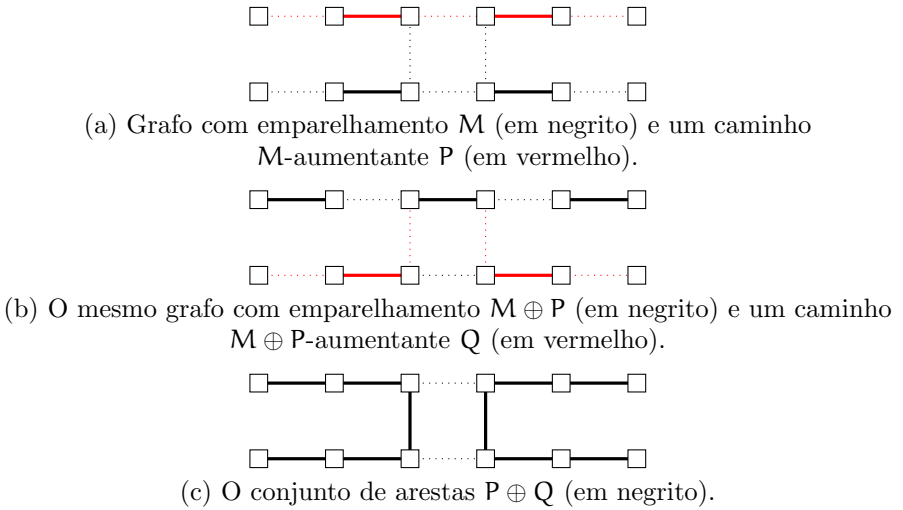 (a) Grafo com emparelhamento M (em negrito) e um caminho
M-aumentante P (em vermelho).
(b) O mesmo grafo com emparelhamento M ⊕ P (em negrito) e um caminho
M ⊕ P-aumentante Q (em vermelho).
(c) O conjunto de arestas P ⊕ Q (em negrito).